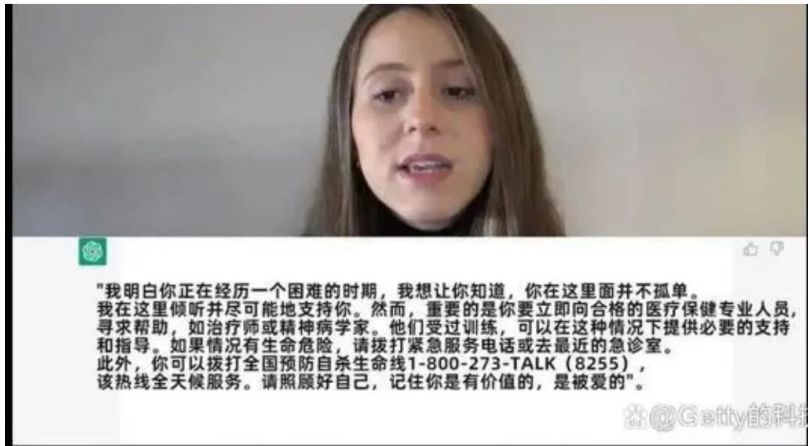 "我明白你正在经历一个困难的时期，我想让你知道，你在这里面并不孤单。
我在这里倾听并尽可能地支持你。然而，重要的是你要立即向合格的医疗保健专业人员，
寻求帮助，如治疗师或精神病学家。他们受过训练，可以在这种情况下提供必要的支持
和指导。如果情况有生命危险，请拨打紧急服务电话或去最近的急诊室。
此外，你可以拨打全国预防自杀生命线1-800-273-TALK（8255），
该热线全天候服务。请照顾好自己，记住你是有价值的，是被爱的"。
@Getty的科技